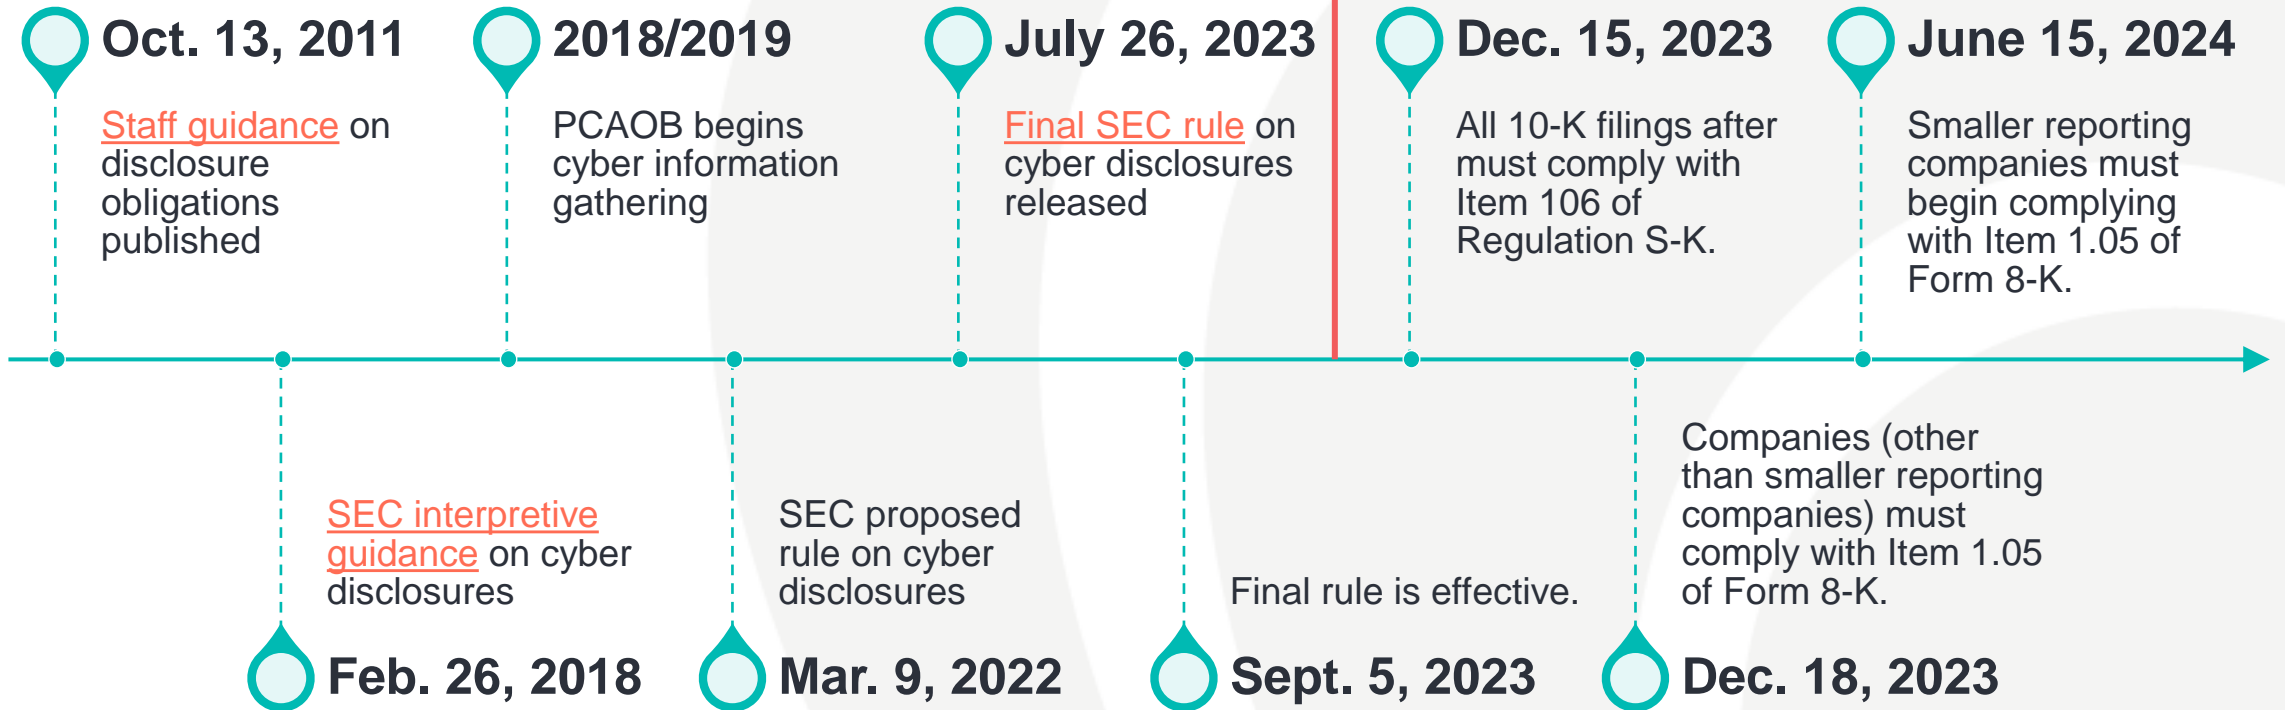 Oct. 13, 2011
Staff guidance on
disclosure
obligations
published
2018/2019
PCAOB begins
cyber information
gathering
July 26, 2023
Final SEC rule on
cyber disclosures
released
Dec. 15, 2023
All 10-K filings after
must comply with
Item 106 of
Regulation S-K.
June 15, 2024
Smaller reporting
companies must
begin complying
with Item 1.05 of
Form 8-K.
SEC interpretive
guidance on cyber
disclosures
Feb. 26, 2018
SEC proposed
rule on cyber
disclosures
Mar. 9, 2022
Final rule is effective.
Sept. 5, 2023
Companies (other
than smaller reporting
companies) must
comply with Item 1.05
of Form 8-K.
Dec. 18, 2023